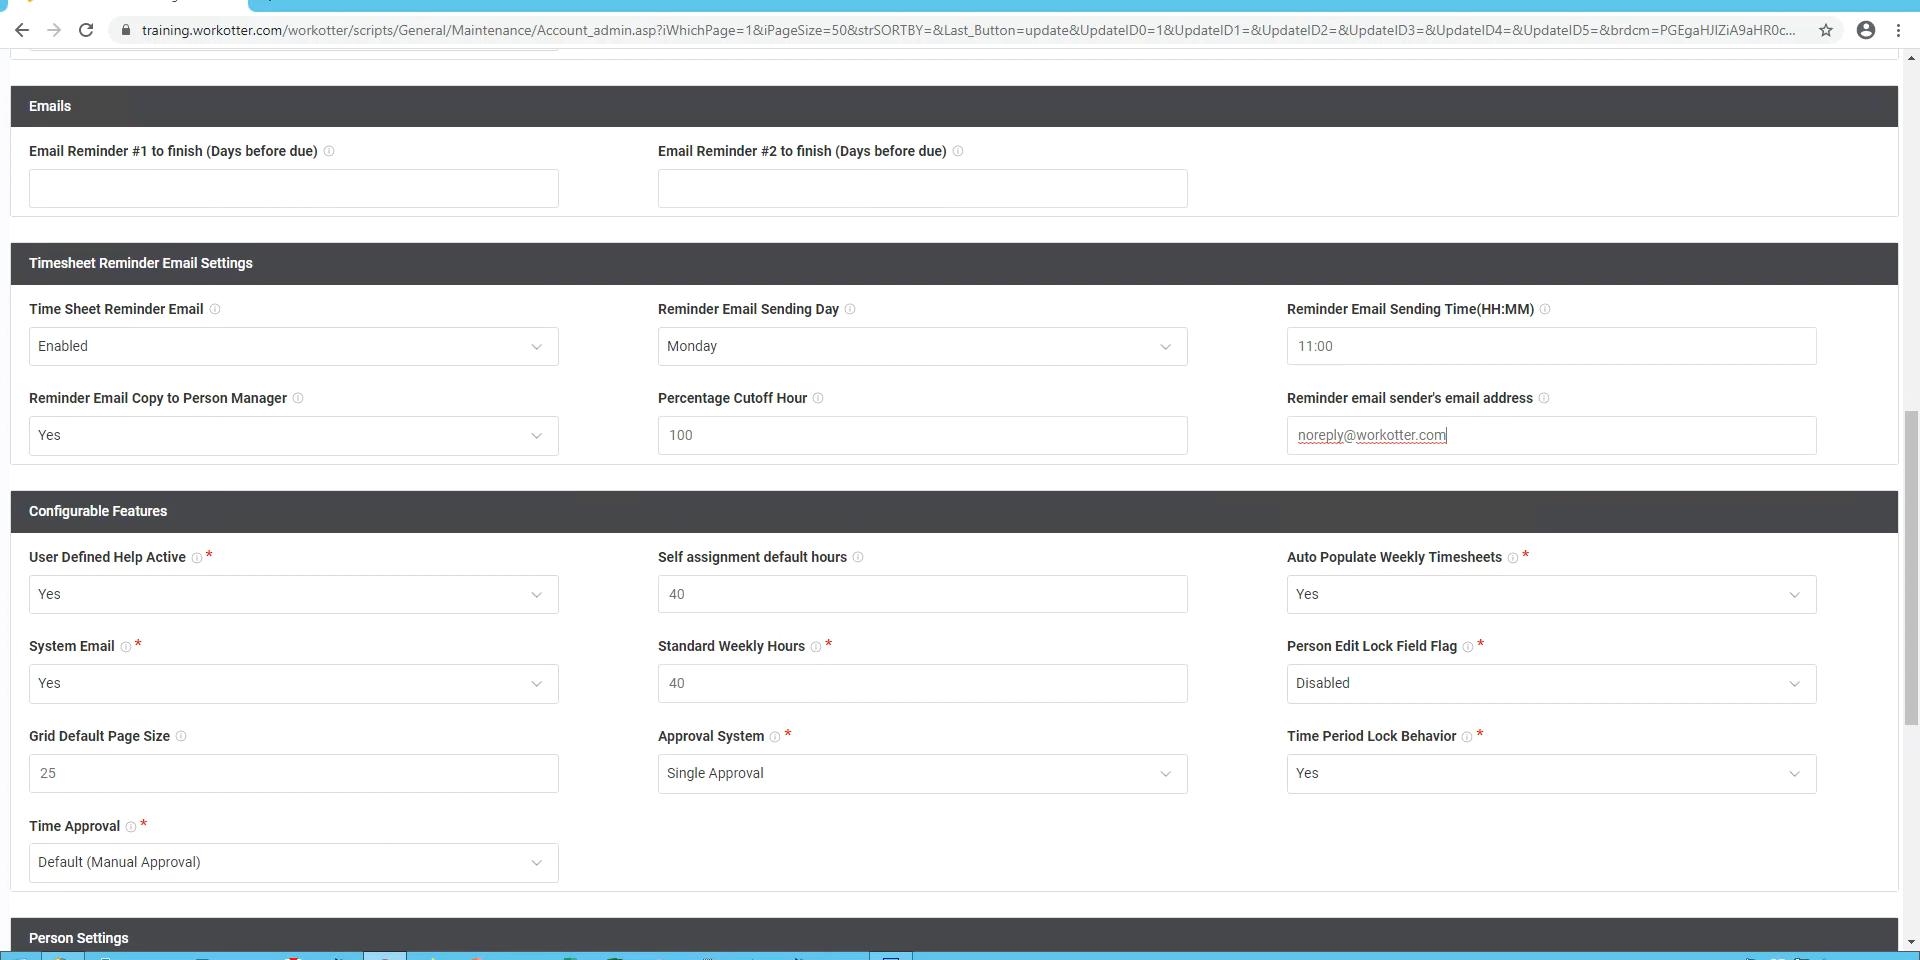 training.workotter.com/workotter/scripts/General/Maintenance/Account_admin.asp?iWhichPage=1&iPageSize=50&strSORTBY=&Last_Button=update&UpdateID0=1&UpdateID1=&UpdateID2=&UpdateID3=&UpdateID4=&UpdateID5=&brdcm=PGEgaHJlZiA9aHR0c...
Emails
Email Reminder #1 to finish (Days before due) Email Reminder #2 to finish (Days before due)
Timesheet Reminder Email Settings
Time Sheet Reminder Email Reminder Email Sending Day Reminder Email Sending Time(HH:MM)
Enabled Monday 11:00
Reminder Email Copy to Person Manager Percentage Cutoff Hour Reminder email sender's email address
Yes 100 noreply@workotter.com
Configurable Features
User Defined Help Active * Self assignment default hours Auto Populate Weekly Timesheets *
Yes 40 Yes
System Email * Standard Weekly Hours * Person Edit Lock Field Flag *
Yes 40 Disabled
Grid Default Page Size Approval System * Time Period Lock Behavior *
25 Single Approval Yes
Time Approval *
Default (Manual Approval)
Person Settings